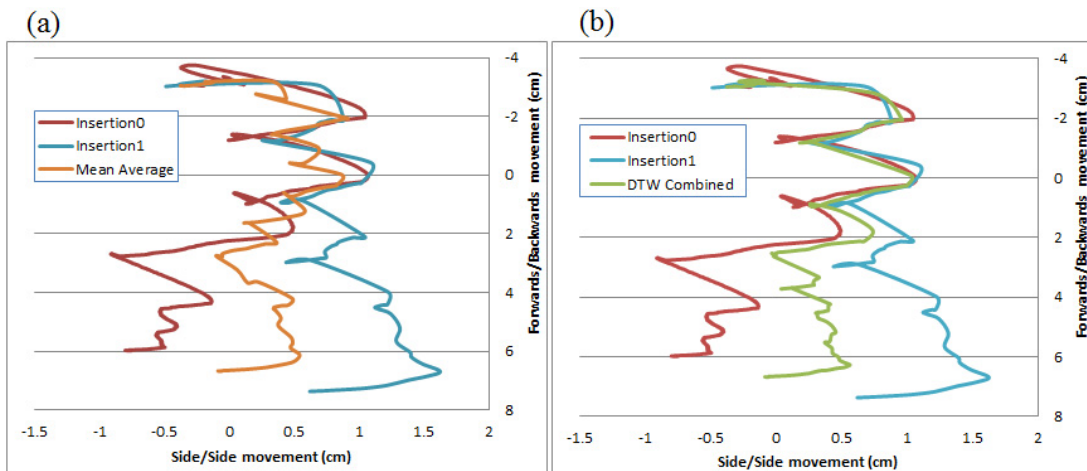 (a)
-4
-2
0
2
4
6
8
Forwards/Backwards movement (cm)
Insertion0
Insertion1
Mean Average
-1.5 -1 -0.5 0 0.5 1 1.5 2
Side/Side movement (cm)
(b)
-4
-2
0
2
4
6
8
Forwards/Backwards movement (cm)
Insertion0
Insertion1
DTW Combined
-1.5 -1 -0.5 0 0.5 1 1.5 2
Side/Side movement (cm)